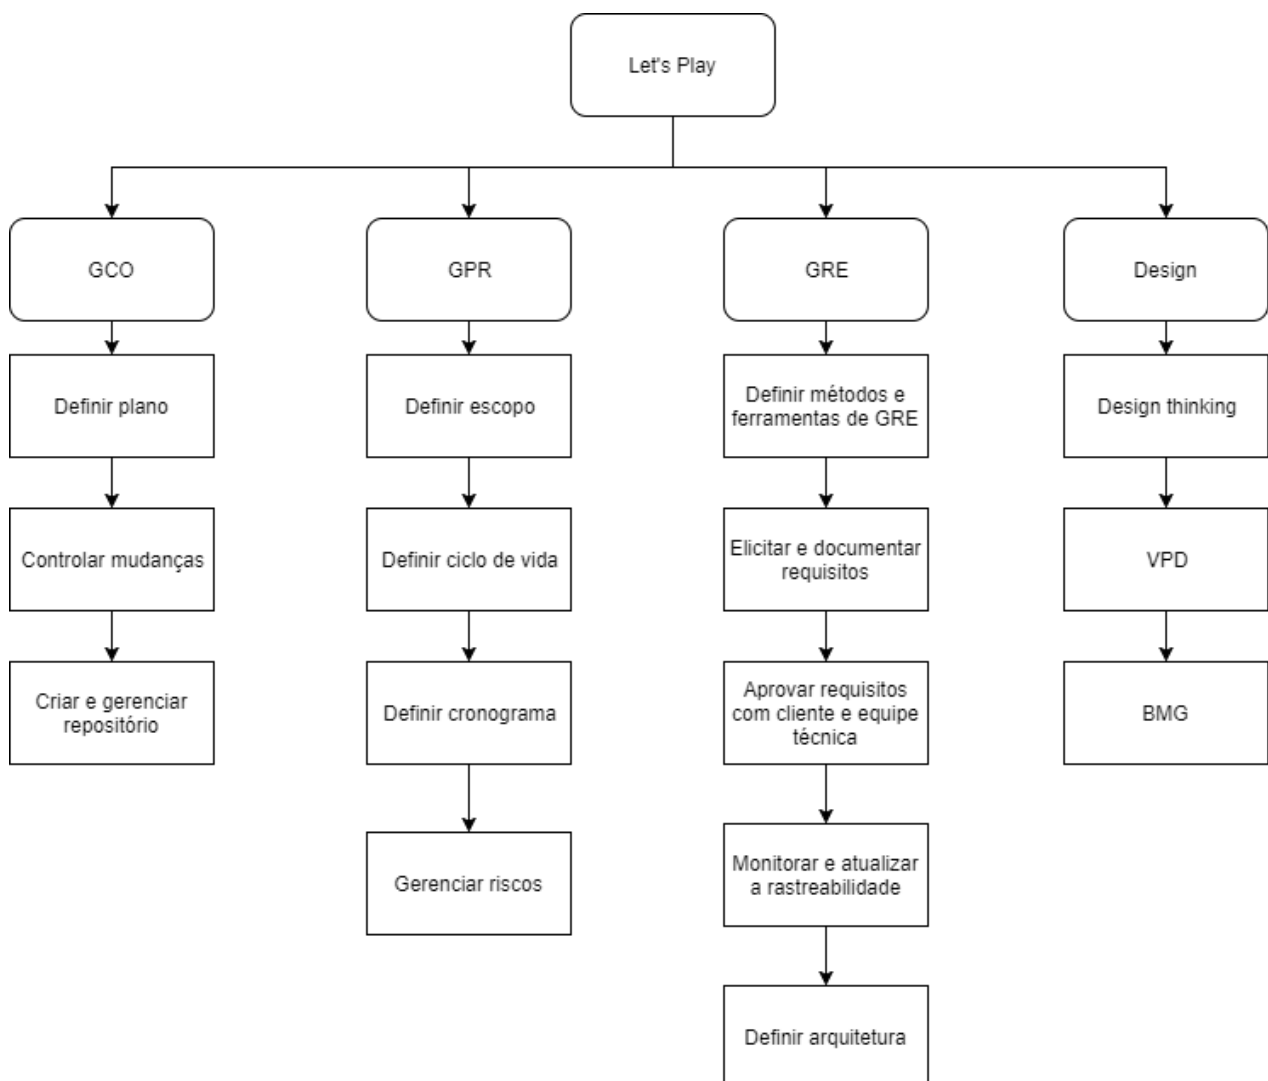 Let's Play
GCO
GPR
GRE
Design
Definir plano
Definir escopo
Definir métodos e
ferramentas de GRE
Design thinking
Controlar mudanças
Definir ciclo de vida
Elicitar e documentar
requisitos
VPD
Criar e gerenciar
repositório
Definir cronograma
Aprovar requisitos
com cliente e equipe
técnica
BMG
Gerenciar riscos
Monitorar e atualizar
a rastreabilidade
Definir arquitetura